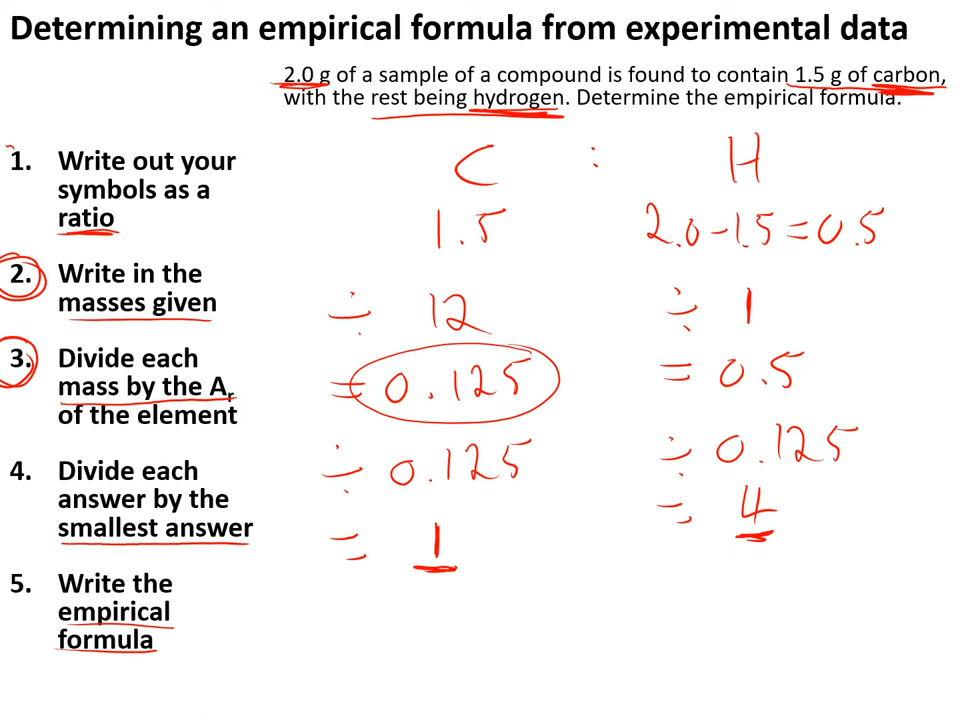 Determining an empirical formula from experimental data
2.0 g of a sample of a compound is found to contain 1.5 g of carbon,
with the rest being hydrogen. Determine the empirical formula.
1. Write out your
symbols as a
ratio
2. Write in the
masses given
3. Divide each
mass by the Ar
of the element
4. Divide each
answer by the
smallest answer
5. Write the
empirical
formula
C : H
1.5 2.0-1.5=0.5
÷ 12 ÷ 1
= 0.125 = 0.5
÷ 0.125 ÷ 0.125
= 1 = 4